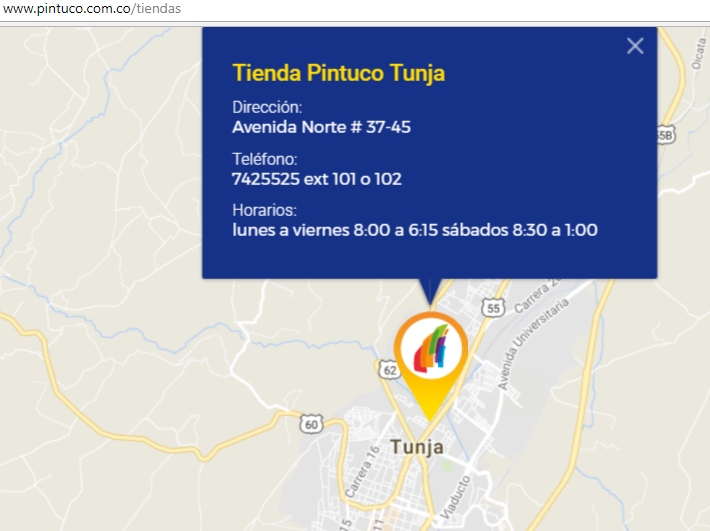 www.pintuco.com.co/tiendas
Tienda Pintuco Tunja
Dirección:
Avenida Norte # 37-45
Teléfono:
7425525 ext 101 o 102
Horarios:
lunes a viernes 8:00 a 6:15 sábados 8:30 a 1:00
Oicata
55B
55
Carrera 20
Avenida Universitaria
62
60
Tunja
Carrera 16
Viaducto
15